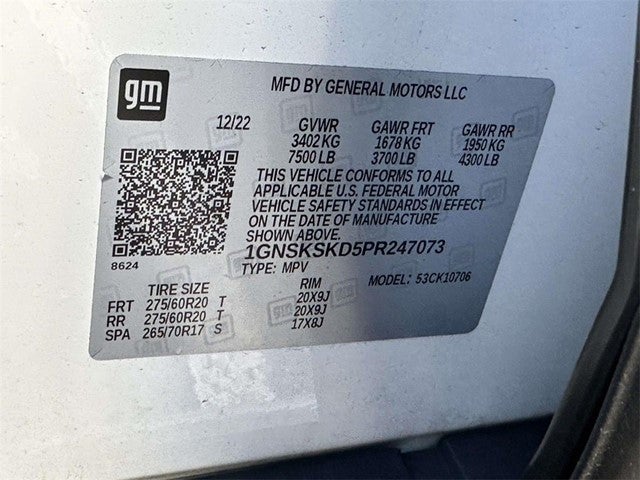 gm
MFD BY GENERAL MOTORS LLC
12/22 GVWR GAWR FRT GAWR RR
3402 KG 1678 KG 1950 KG
7500 LB 3700 LB 4300 LB
THIS VEHICLE CONFORMS TO ALL
APPLICABLE U.S. FEDERAL MOTOR
VEHICLE SAFETY STANDARDS IN EFFECT
ON THE DATE OF MANUFACTURE
SHOWN ABOVE.
1GNSKSKD5PR247073
8624
TYPE: MPV MODEL: 53CK10706
TIRE SIZE RIM
FRT 275/60R20 T 20X9J
RR 275/60R20 T 20X9J
SPA 265/70R17 S 17X8J